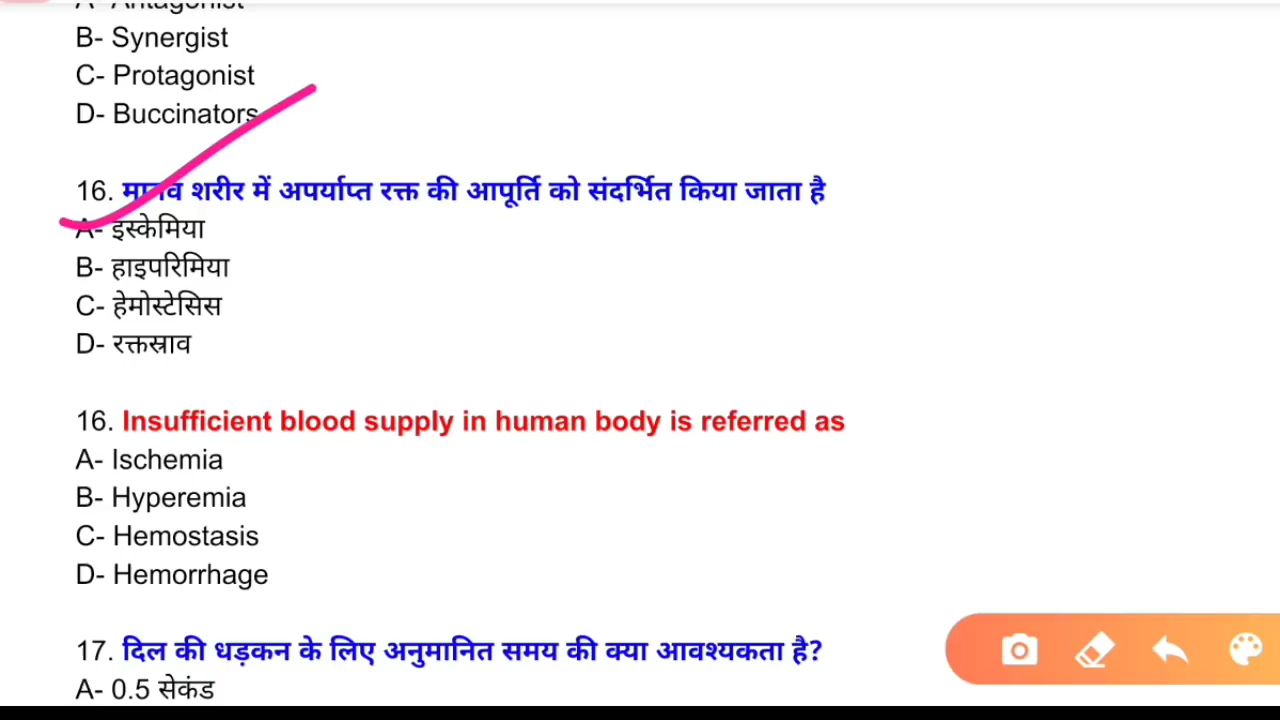 A- Antagonist
B- Synergist
C- Protagonist
D- Buccinators
16. मानव शरीर में अपर्याप्त रक्त की आपूर्ति को संदर्भित किया जाता है
A- इस्केमिया
B- हाइपरिमिया
C- हेमोस्टेसिस
D- रक्तस्राव
16. Insufficient blood supply in human body is referred as
A- Ischemia
B- Hyperemia
C- Hemostasis
D- Hemorrhage
17. दिल की धड़कन के लिए अनुमानित समय की क्या आवश्यकता है?
A- 0.5 सेकंड